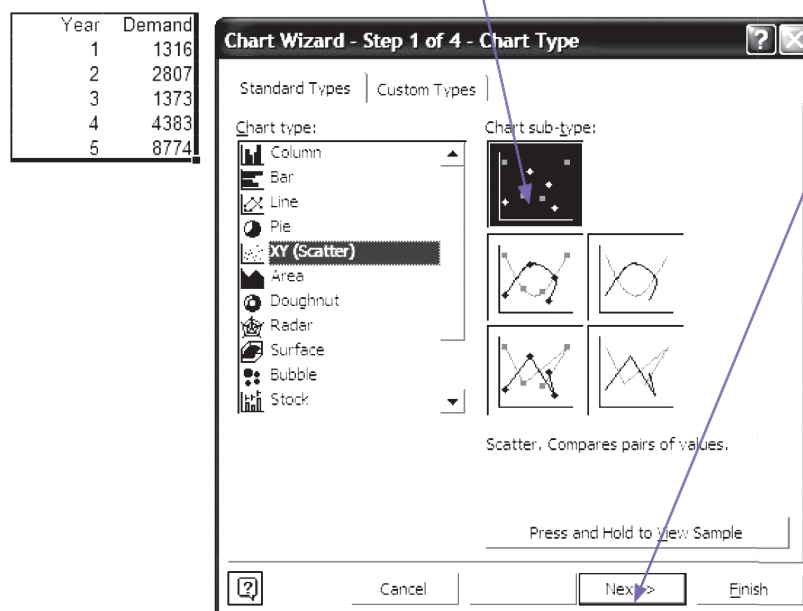 Year Demand
1 1316
2 2807
3 1373
4 4383
5 8774
Chart Wizard - Step 1 of 4 - Chart Type
Standard Types Custom Types
Chart type:
Column
Bar
Line
Pie
XY (Scatter)
Area
Doughnut
Radar
Surface
Bubble
Stock
Chart sub-type:
Scatter. Compares pairs of values.
Press and Hold to View Sample
Cancel Next > Finish